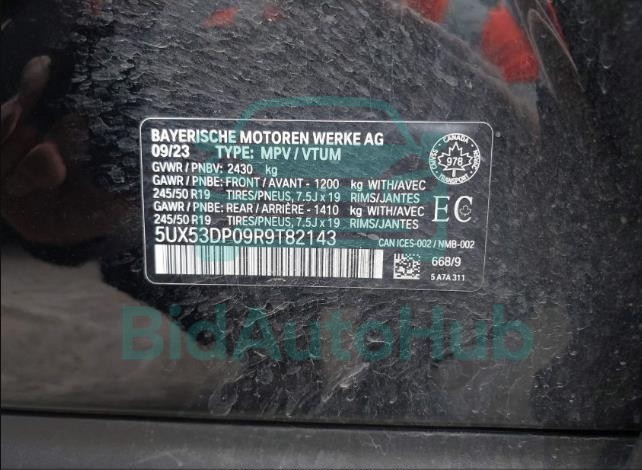 BAYERISCHE MOTOREN WERKE AG
09/23 TYPE: MPV / VTUM
GVWR / PNBV: 2430 kg
GAWR / PNBE: FRONT / AVANT - 1200 kg WITH/AVEC
245/50 R19 TIRES/PNEUS, 7.5J x 19 RIMS/JANTES
GAWR / PNBE: REAR / ARRIÈRE - 1410 kg WITH/AVEC
245/50 R19 TIRES/PNEUS, 7.5J x 19 RIMS/JANTES
5UX53DP09R9T82143
CANADA
978
TRANSPORT
EC
CAN ICES-002 / NMB-002
668/9
5 A7A 311
BidAutoHub